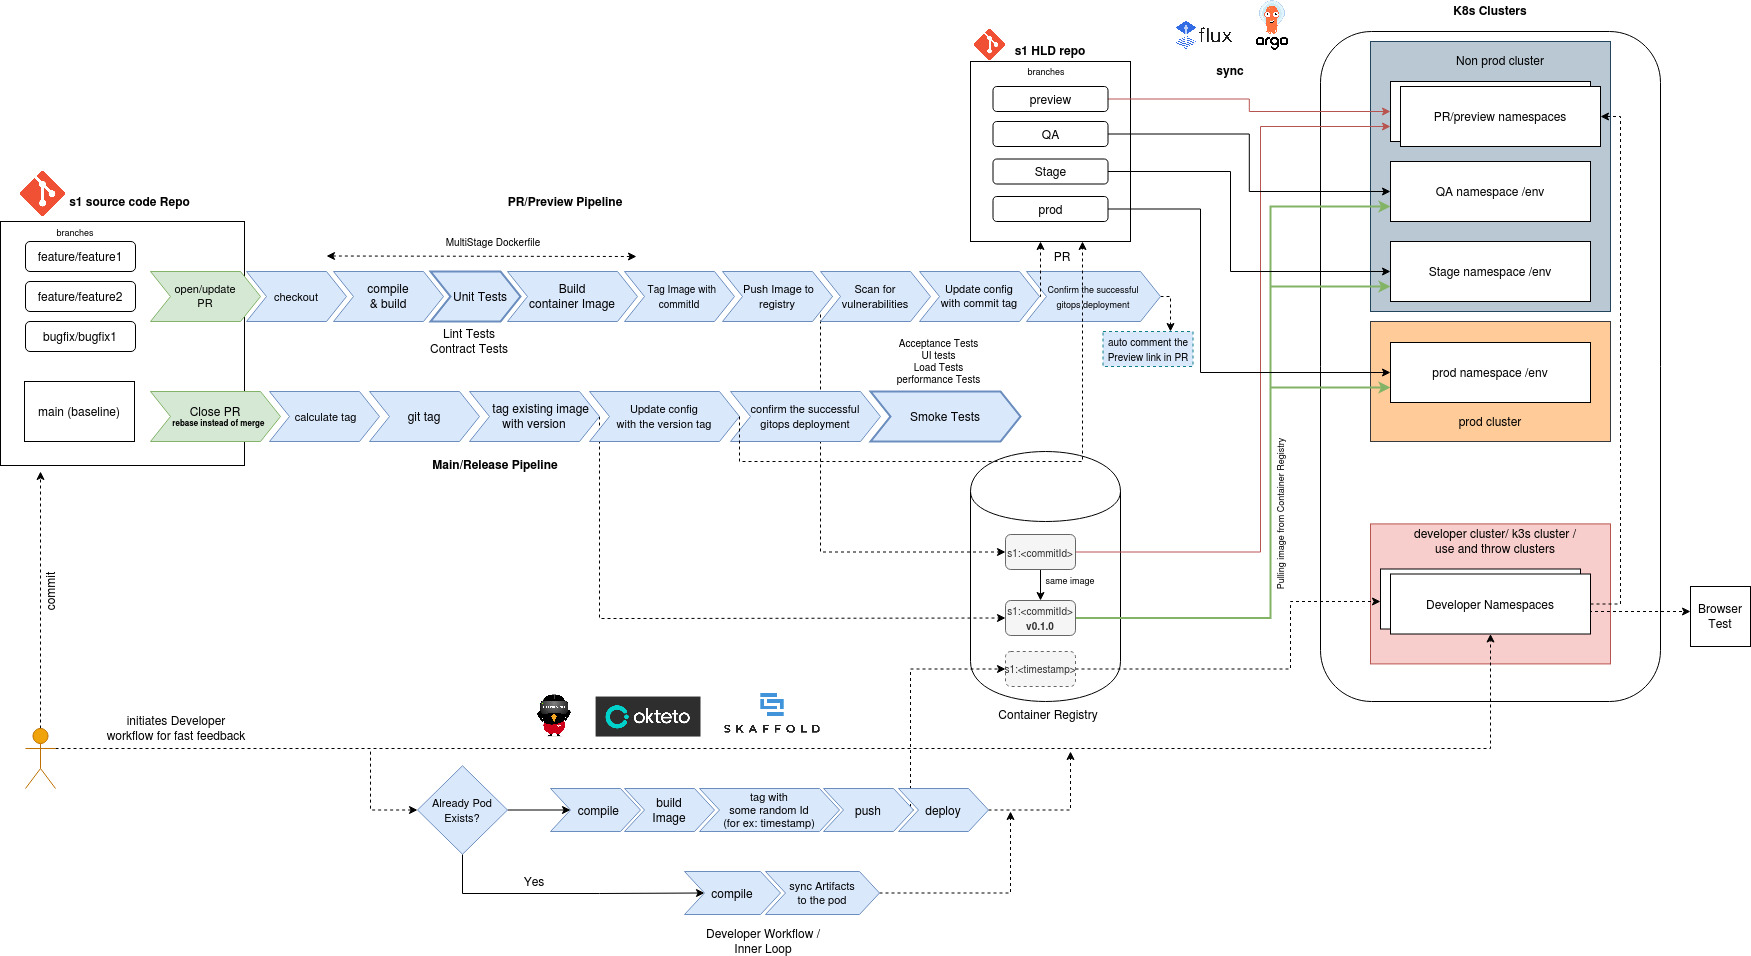 K8s Clusters
flux
argo
sync
s1 HLD repo
branches
preview
QA
Stage
prod
Non prod cluster
PR/preview namespaces
QA namespace /env
Stage namespace /env
prod namespace /env
prod cluster
s1 source code Repo
branches
feature/feature1
feature/feature2
bugfix/bugfix1
main (baseline)
PR/Preview Pipeline
MultiStage Dockerfile
open/update
PR
checkout
compile
& build
Unit Tests
Build
container Image
Tag Image with
commitId
Push Image to
registry
Scan for
vulnerabilities
Update config
with commit tag
Confirm the successful
gitops deployment
PR
Lint Tests
Contract Tests
auto comment the
Preview link in PR
Acceptance Tests
UI tests
Load Tests
performance Tests
Close PR
rebase instead of merge
calculate tag
git tag
tag existing image
with version
Update config
with the version tag
confirm the successful
gitops deployment
Smoke Tests
Main/Release Pipeline
s1:<commitId>
same image
s1:<commitId>
v0.1.0
s1:<timestamp>
Container Registry
Pulling image from Container Registry
developer cluster/ k3s cluster /
use and throw clusters
Developer Namespaces
Browser
Test
commit
initiates Developer
workflow for fast feedback
okteto
SKAFFOLD
Already Pod
Exists?
compile
build
Image
tag with
some random Id
(for ex: timestamp)
push
deploy
Yes
compile
sync Artifacts
to the pod
Developer Workflow /
Inner Loop